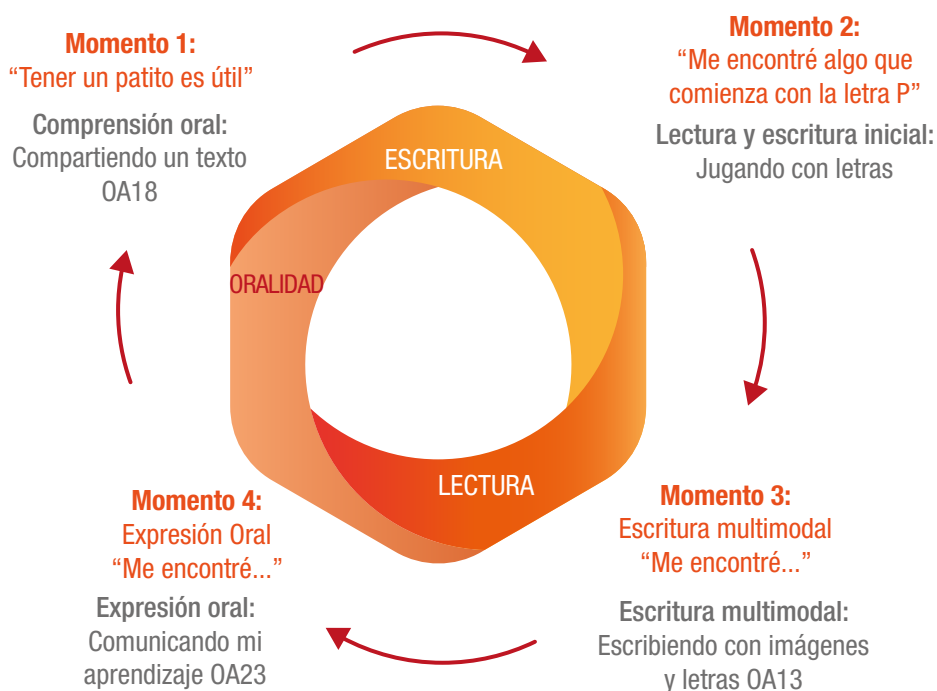 Momento 1:
“Tener un patito es útil”
Comprensión oral:
Compartiendo un texto
OA18
Momento 2:
“Me encontré algo que
comienza con la letra P”
Lectura y escritura inicial:
Jugando con letras
ESCRITURA
ORALIDAD
LECTURA
Momento 3:
Escritura multimodal
“Me encontré...”
Escritura multimodal:
Escribiendo con imágenes
y letras OA13
Momento 4:
Expresión Oral
“Me encontré...”
Expresión oral:
Comunicando mi
aprendizaje OA23